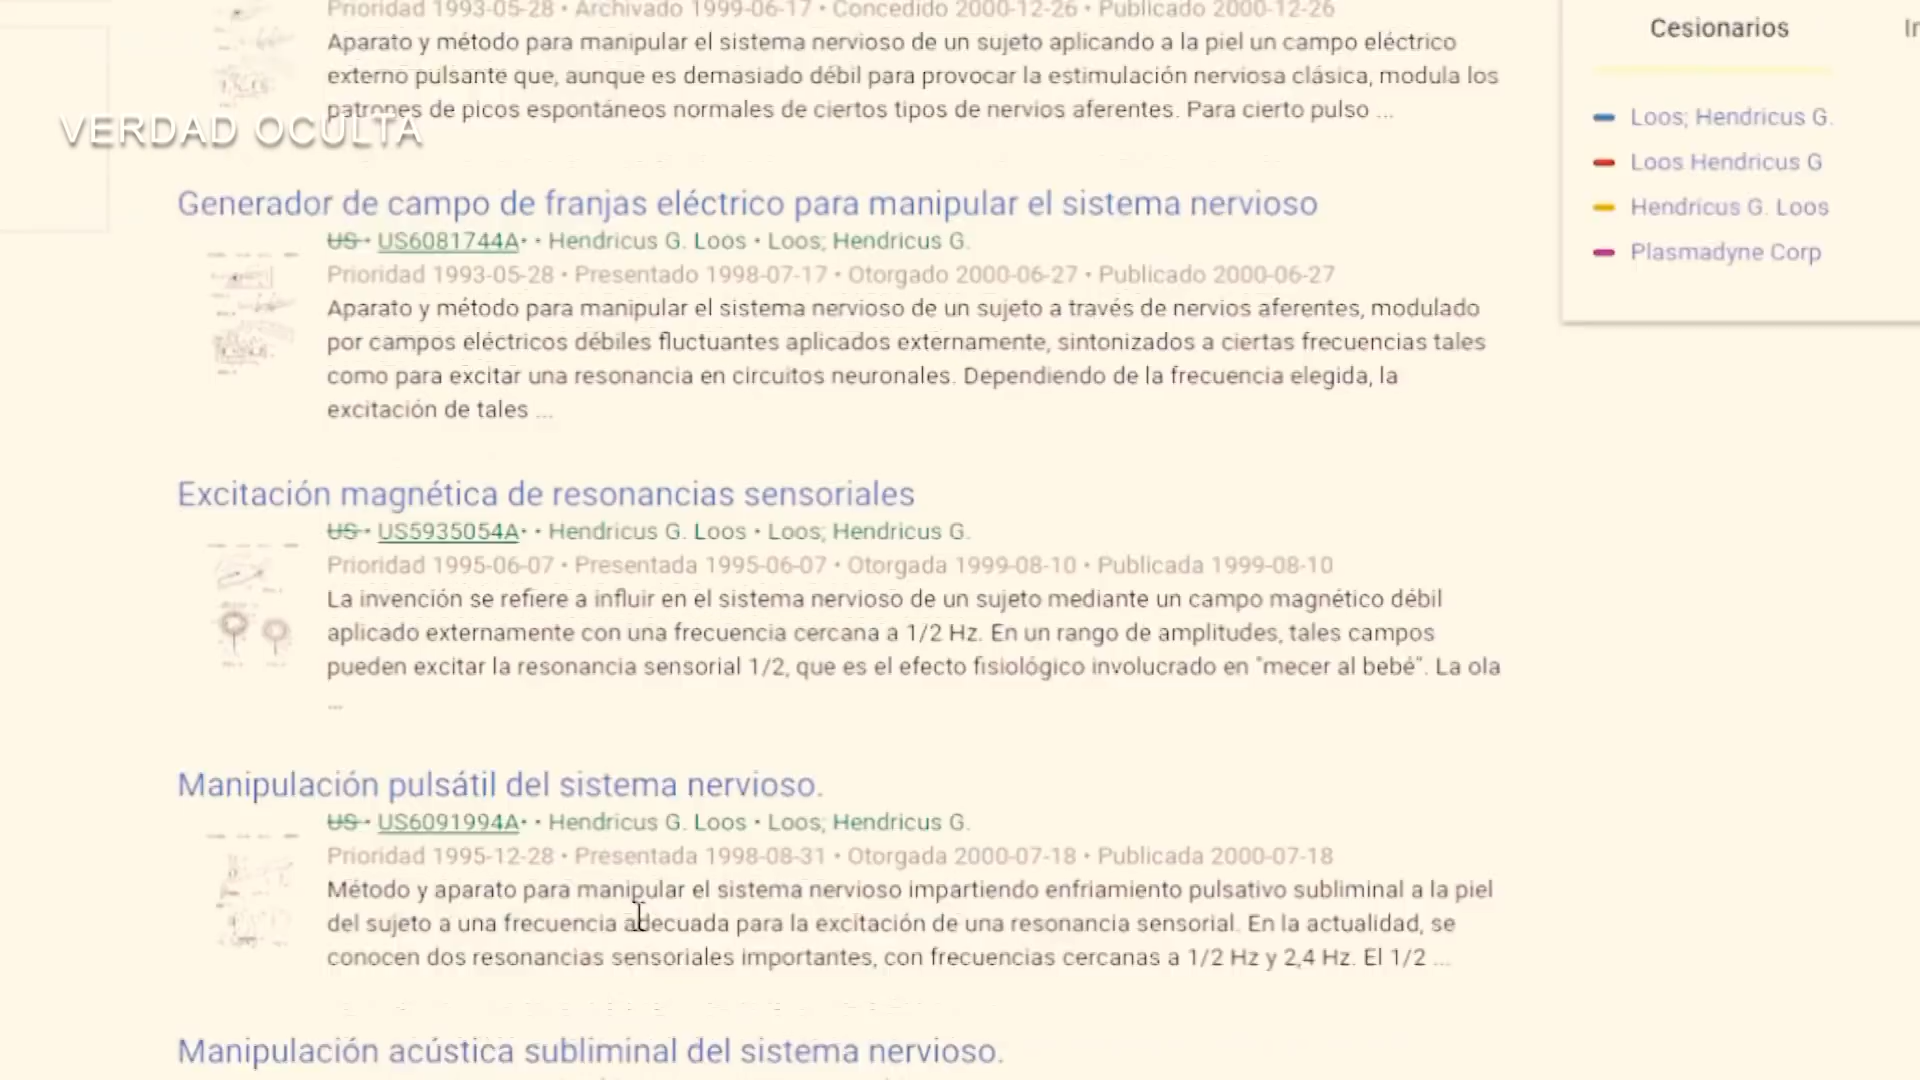 Prioridad 1993-05-28 • Archivado 1999-06-17 • Concedido 2000-12-26 • Publicado 2000-12-26
Aparato y método para manipular el sistema nervioso de un sujeto aplicando a la piel un campo eléctrico
externo pulsante que, aunque es demasiado débil para provocar la estimulación nerviosa clásica, modula los
patrones de picos espontáneos normales de ciertos tipos de nervios aferentes. Para cierto pulso ...
VERDAD OCULTA
Generador de campo de franjas eléctrico para manipular el sistema nervioso
US • US6081744A • • Hendricus G. Loos • Loos; Hendricus G.
Prioridad 1993-05-28 • Presentado 1998-07-17 • Otorgado 2000-06-27 • Publicado 2000-06-27
Aparato y método para manipular el sistema nervioso de un sujeto a través de nervios aferentes, modulado
por campos eléctricos débiles fluctuantes aplicados externamente, sintonizados a ciertas frecuencias tales
como para excitar una resonancia en circuitos neuronales. Dependiendo de la frecuencia elegida, la
excitación de tales ...
Excitación magnética de resonancias sensoriales
US • US5935054A • • Hendricus G. Loos • Loos; Hendricus G.
Prioridad 1995-06-07 • Presentada 1995-06-07 • Otorgada 1999-08-10 • Publicada 1999-08-10
La invención se refiere a influir en el sistema nervioso de un sujeto mediante un campo magnético débil
aplicado externamente con una frecuencia cercana a 1/2 Hz. En un rango de amplitudes, tales campos
pueden excitar la resonancia sensorial 1/2, que es el efecto fisiológico involucrado en "mecer al bebé". La ola
...
Manipulación pulsátil del sistema nervioso.
US • US6091994A • • Hendricus G. Loos • Loos; Hendricus G.
Prioridad 1995-12-28 • Presentada 1998-08-31 • Otorgada 2000-07-18 • Publicada 2000-07-18
Método y aparato para manipular el sistema nervioso impartiendo enfriamiento pulsativo subliminal a la piel
del sujeto a una frecuencia adecuada para la excitación de una resonancia sensorial. En la actualidad, se
conocen dos resonancias sensoriales importantes, con frecuencias cercanas a 1/2 Hz y 2,4 Hz. El 1/2 ...
Manipulación acústica subliminal del sistema nervioso.
Cesionarios
Loos; Hendricus G.
Loos Hendricus G
Hendricus G. Loos
Plasmadyne Corp